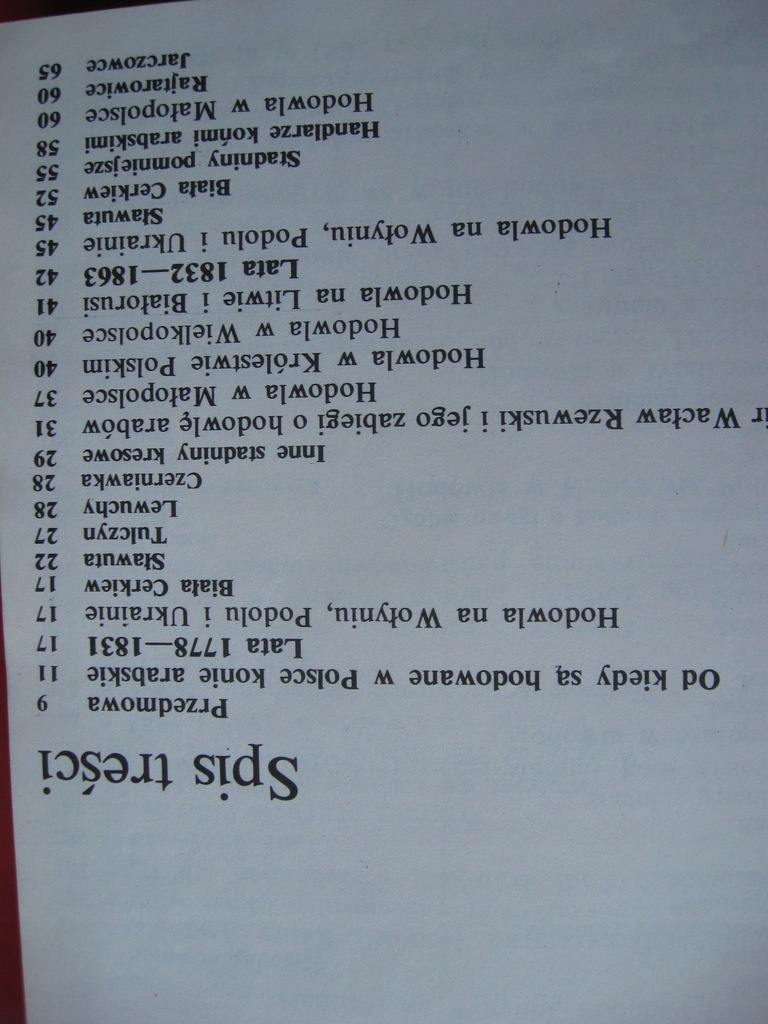 Spis treści
Przedmowa 9
Od kiedy są hodowane w Polsce konie arabskie 11
Lata 1778—1831 17
Hodowla na Wołyniu, Podolu i Ukrainie 17
Biała Cerkiew 17
Sławuta 22
Tulczyn 27
Lewuchy 28
Czerniawka 28
Inne stadniny kresowe 29
Wacław Rzewuski i jego zabiegi o hodowlę arabów 31
Hodowla w Małopolsce 37
Hodowla w Królestwie Polskim 40
Hodowla w Wielkopolsce 40
Hodowla na Litwie i Białorusi 41
Lata 1832—1863 42
Hodowla na Wołyniu, Podolu i Ukrainie 45
Sławuta 45
Biała Cerkiew 52
Stadniny pomniejsze 55
Handlarze końmi arabskimi 58
Hodowla w Małopolsce 60
Rajtarowice 60
Jarczowce 65